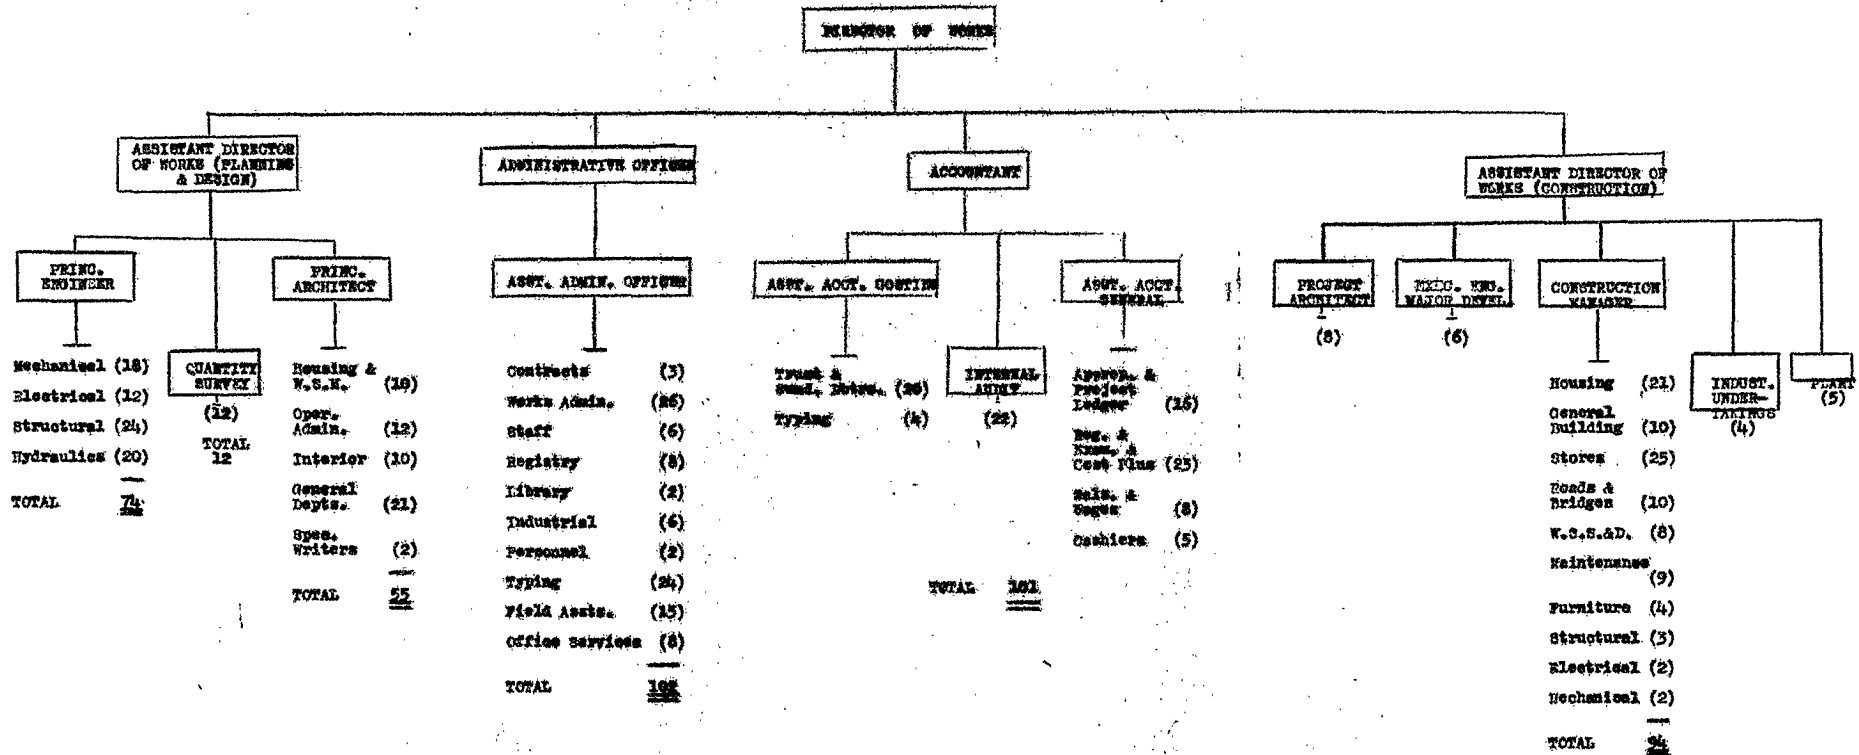 DIRECTOR OF WORKS
ASSISTANT DIRECTOR
OF WORKS (PLANNING
& DESIGN)
ADMINISTRATIVE OFFICER
ACCOUNTANT
ASSISTANT DIRECTOR OF
WORKS (CONSTRUCTION)
PRINC.
ENGINEER
PRINC.
ARCHITECT
ASST. ADMIN. OFFICER
ASST. ACCT. COSTING
ASST. ACCT.
GENERAL
PROJECT
ARCHITECT
(8)
EXEC. ENG.
MAJOR DEVEL.
(6)
CONSTRUCTION
MANAGER
Mechanical (18)
Electrical (12)
Structural (24)
Hydraulics (20)
TOTAL 74
QUANTITY
SURVEY
(12)
TOTAL
12
Housing &
W.S.M. (10)
Oper.
Admin. (12)
Interior (10)
General
Depts. (21)
Spec.
Writers (2)
TOTAL 55
Contracts (3)
Works Admin. (26)
Staff (6)
Registry (8)
Library (2)
Industrial (6)
Personnel (2)
Typing (24)
Field Assts. (15)
Office Services (8)
TOTAL
Trust &
(20)
Typing (4)
INTERNAL
AUDIT
(22)
Approp. &
Project
Ledger
Reg. &
Exam. &
Cost Plus
Sals. &
Wages (8)
Cashiers (5)
TOTAL 101
Housing (21)
General
Building (10)
Stores (25)
Roads &
Bridges (10)
W.S.S.&D. (8)
Maintenance
(9)
Furniture (4)
Structural (3)
Electrical (2)
Mechanical (2)
TOTAL 94
INDUST.
UNDER-
TAKINGS
(4)
PLANT
(5)